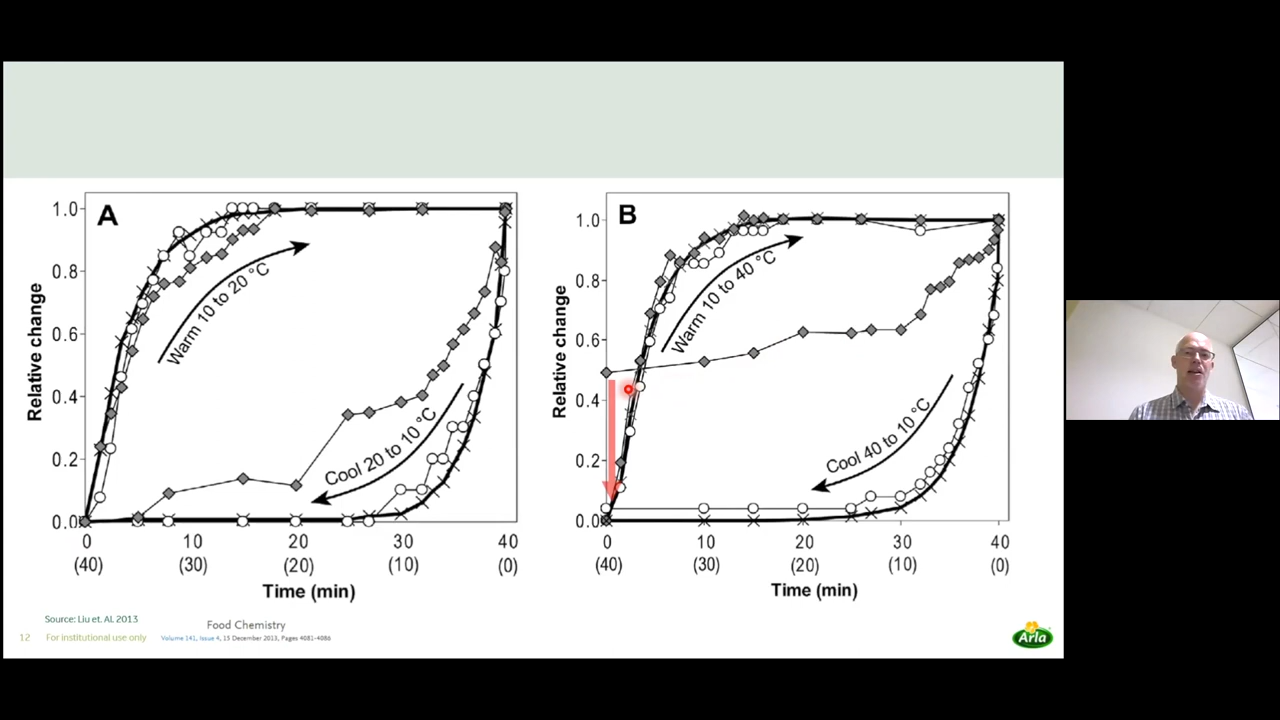 A
1.0
0.8
0.6
0.4
0.2
0.0
Relative change
Warm 10 to 20 °C
Cool 20 to 10 °C
0 10 20 30 40
(40) (30) (20) (10) (0)
Time (min)
B
1.0
0.8
0.6
0.4
0.2
0.0
Relative change
Warm 10 to 40 °C
Cool 40 to 10 °C
0 10 20 30 40
(40) (30) (20) (10) (0)
Time (min)
Source: Liu et. Al. 2013
12 For institutional use only
Food Chemistry
Volume 141, Issue 4, 15 December 2013, Pages 4081-4086
Arla